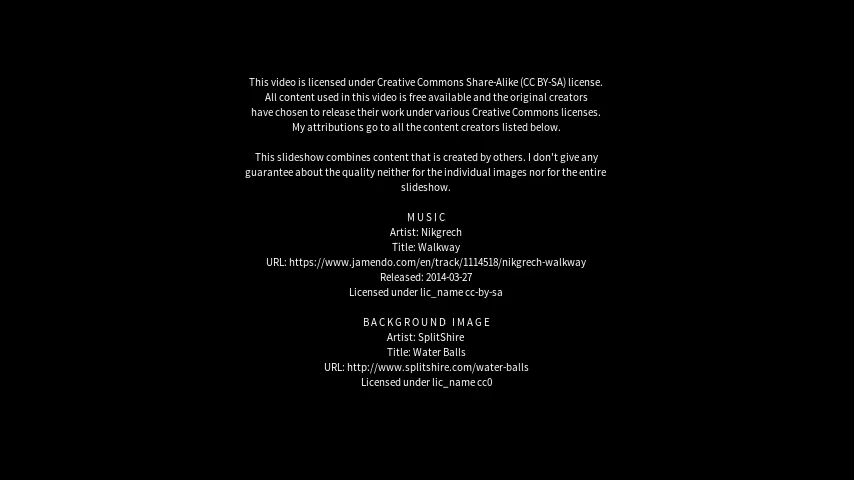 This video is licensed under Creative Commons Share-Alike (CC BY-SA) license.
All content used in this video is free available and the original creators
have chosen to release their work under various Creative Commons licenses.
My attributions go to all the content creators listed below.
This slideshow combines content that is created by others. I don't give any
guarantee about the quality neither for the individual images nor for the entire
slideshow.
MUSIC
Artist: Nikgrech
Title: Walkway
URL: https://www.jamendo.com/en/track/1114518/nikgrech-walkway
Released: 2014-03-27
Licensed under lic_name cc-by-sa
BACKGROUND IMAGE
Artist: SplitShire
Title: Water Balls
URL: http://www.splitshire.com/water-balls
Licensed under lic_name cc0